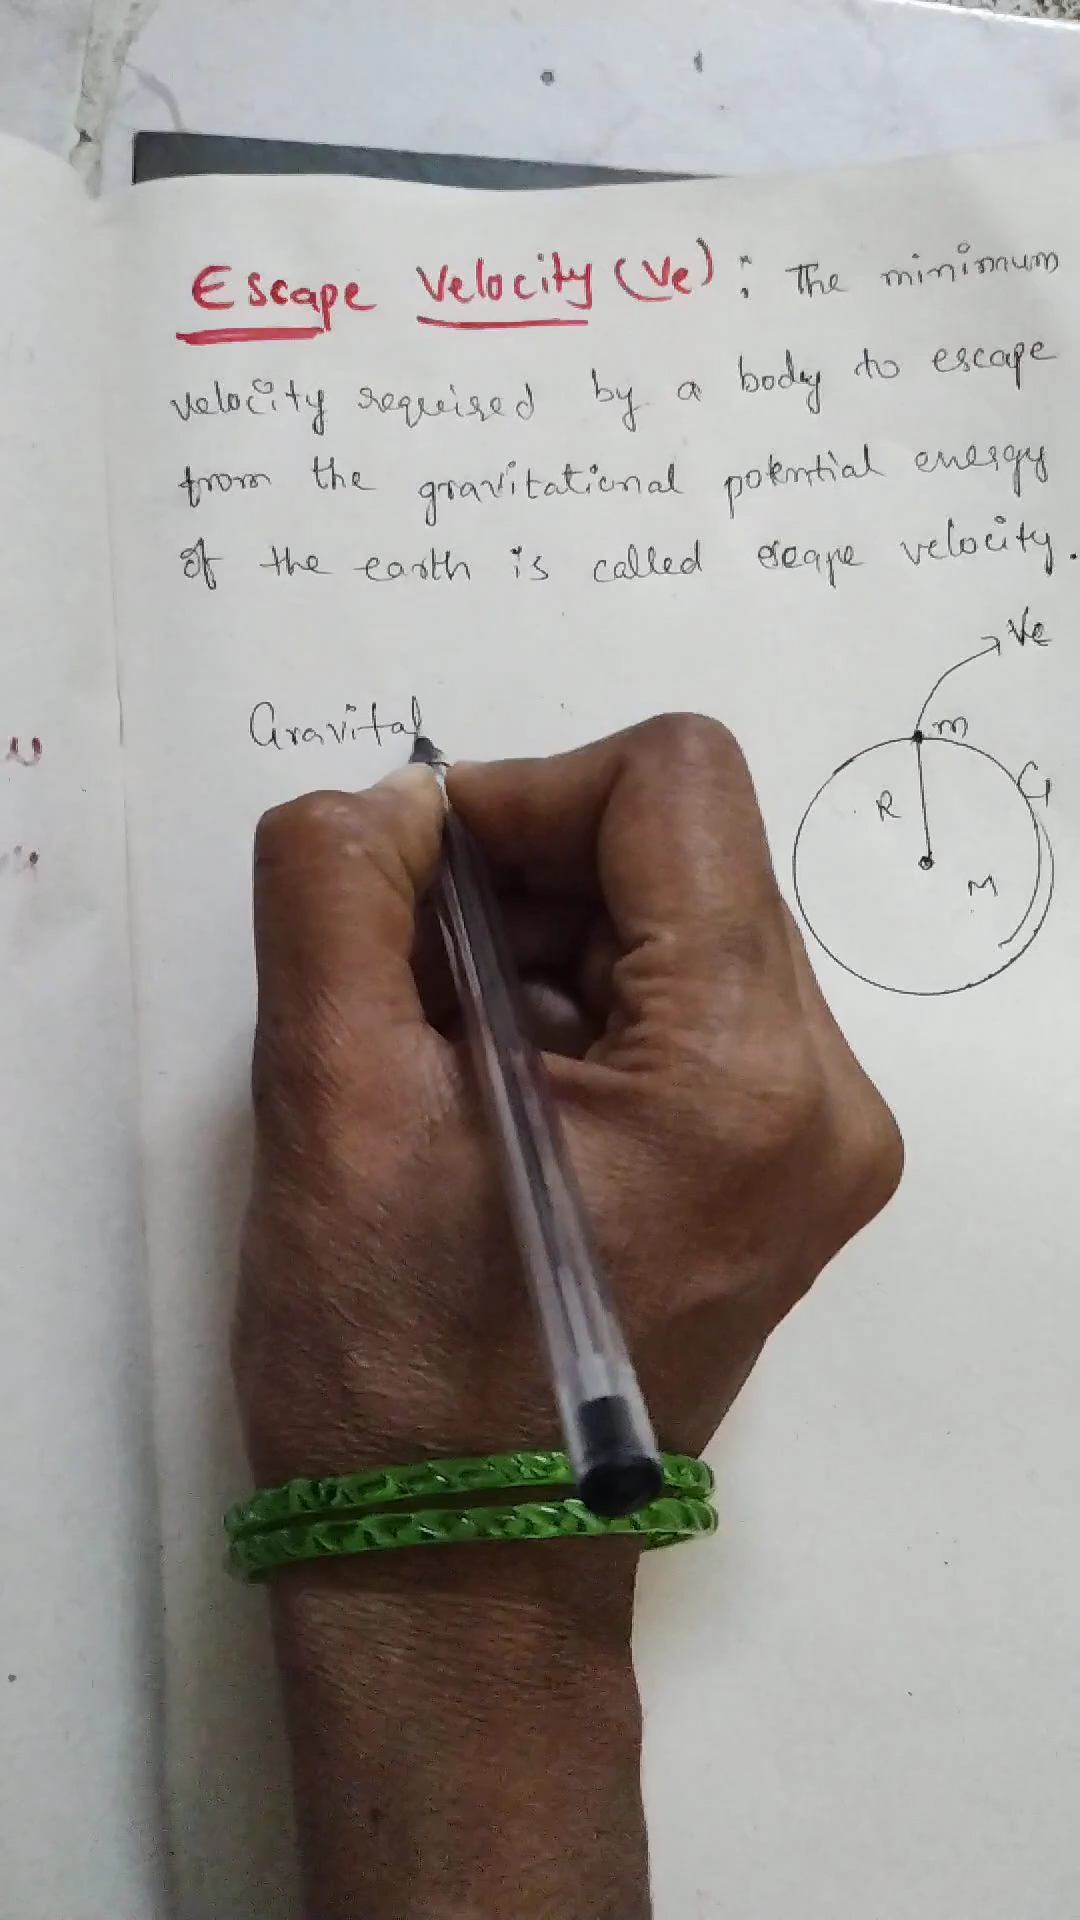 Escape Velocity (Ve) : The minimum
velocity required by a body to escape
from the gravitational potential energy
of the earth is called escape velocity.
Ve
m
G
R
M
Gravitat